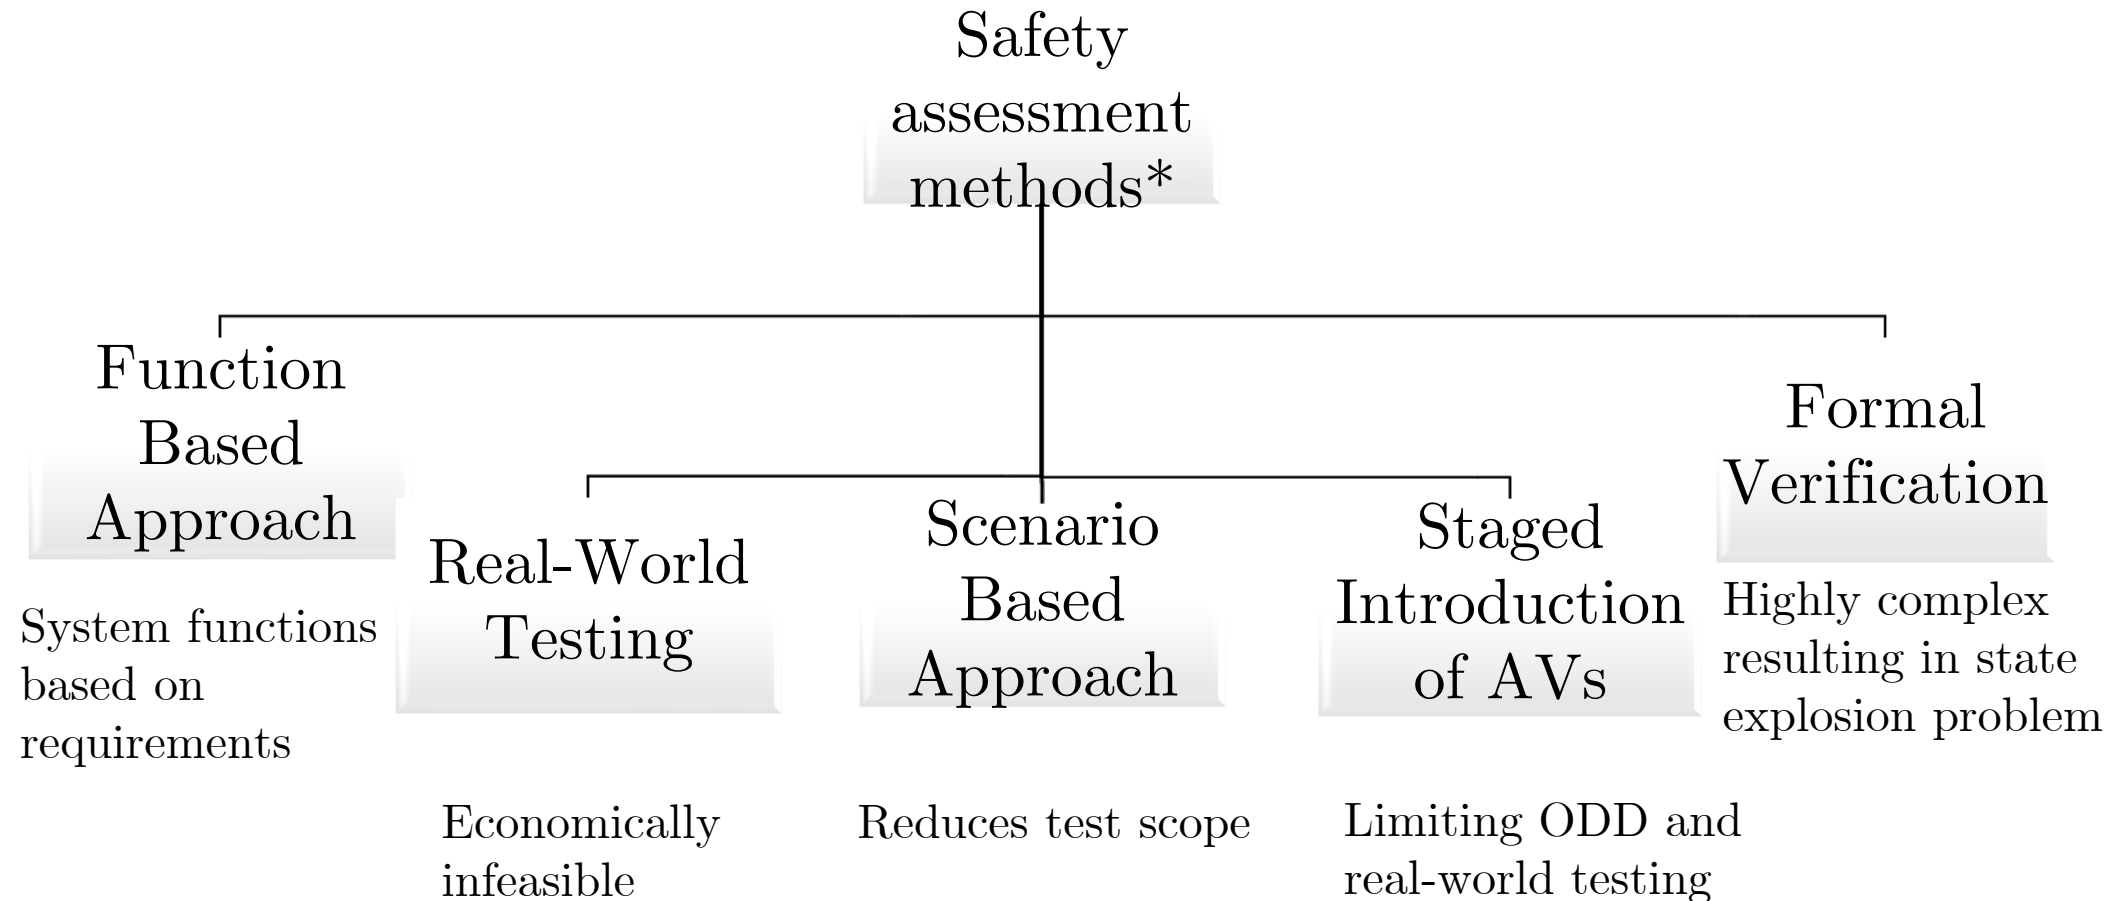 Safety
assessment
methods*
Function
Based
Approach
System functions
based on
requirements
Real-World
Testing
Economically
infeasible
Scenario
Based
Approach
Reduces test scope
Staged
Introduction
of AVs
Limiting ODD and
real-world testing
Formal
Verification
Highly complex
resulting in state
explosion problem